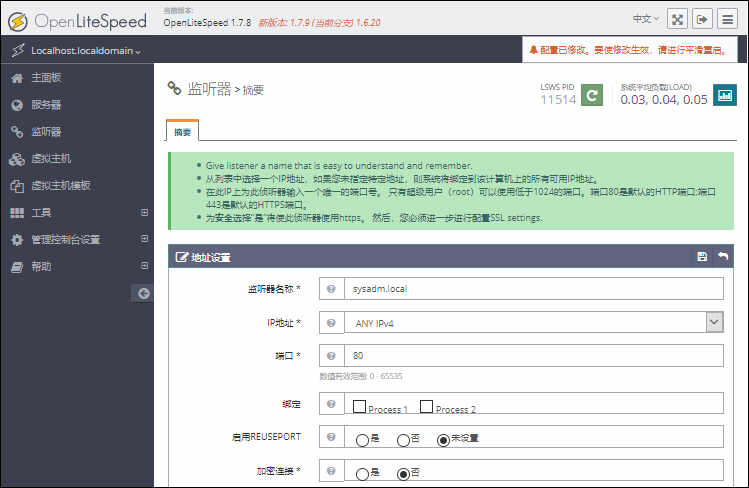 OpenLiteSpeed
当前版本:
OpenLiteSpeed 1.7.8 新版本: 1.7.9 (当前分支) 1.6.20
中文
Localhost.localdomain
配置已修改。要使修改生效，请进行平滑重启。
主面板
服务器
监听器
虚拟主机
虚拟主机模板
工具
管理控制台设置
帮助
监听器 > 摘要
LSWS PID
11514
系统平均负载(LOAD)
0.03, 0.04, 0.05
摘要
Give listener a name that is easy to understand and remember.
从列表中选择一个IP地址，如果您未指定特定地址，则系统将绑定到该计算机上的所有可用IP地址。
在此IP上为此侦听器输入一个唯一的端口号。 只有超级用户（root）可以使用低于1024的端口。端口80是默认的HTTP端口;端口
443是默认的HTTPS端口。
为安全选择"是"将使此侦听器使用https。 然后，您必须进一步进行配置SSL settings.
地址设置
监听器名称 * sysadm.local
IP地址 * ANY IPv4
端口 * 80
数值有效范围: 0 - 65535
绑定 Process 1 Process 2
启用REUSEPORT 是 否 未设置
加密连接 * 是 否